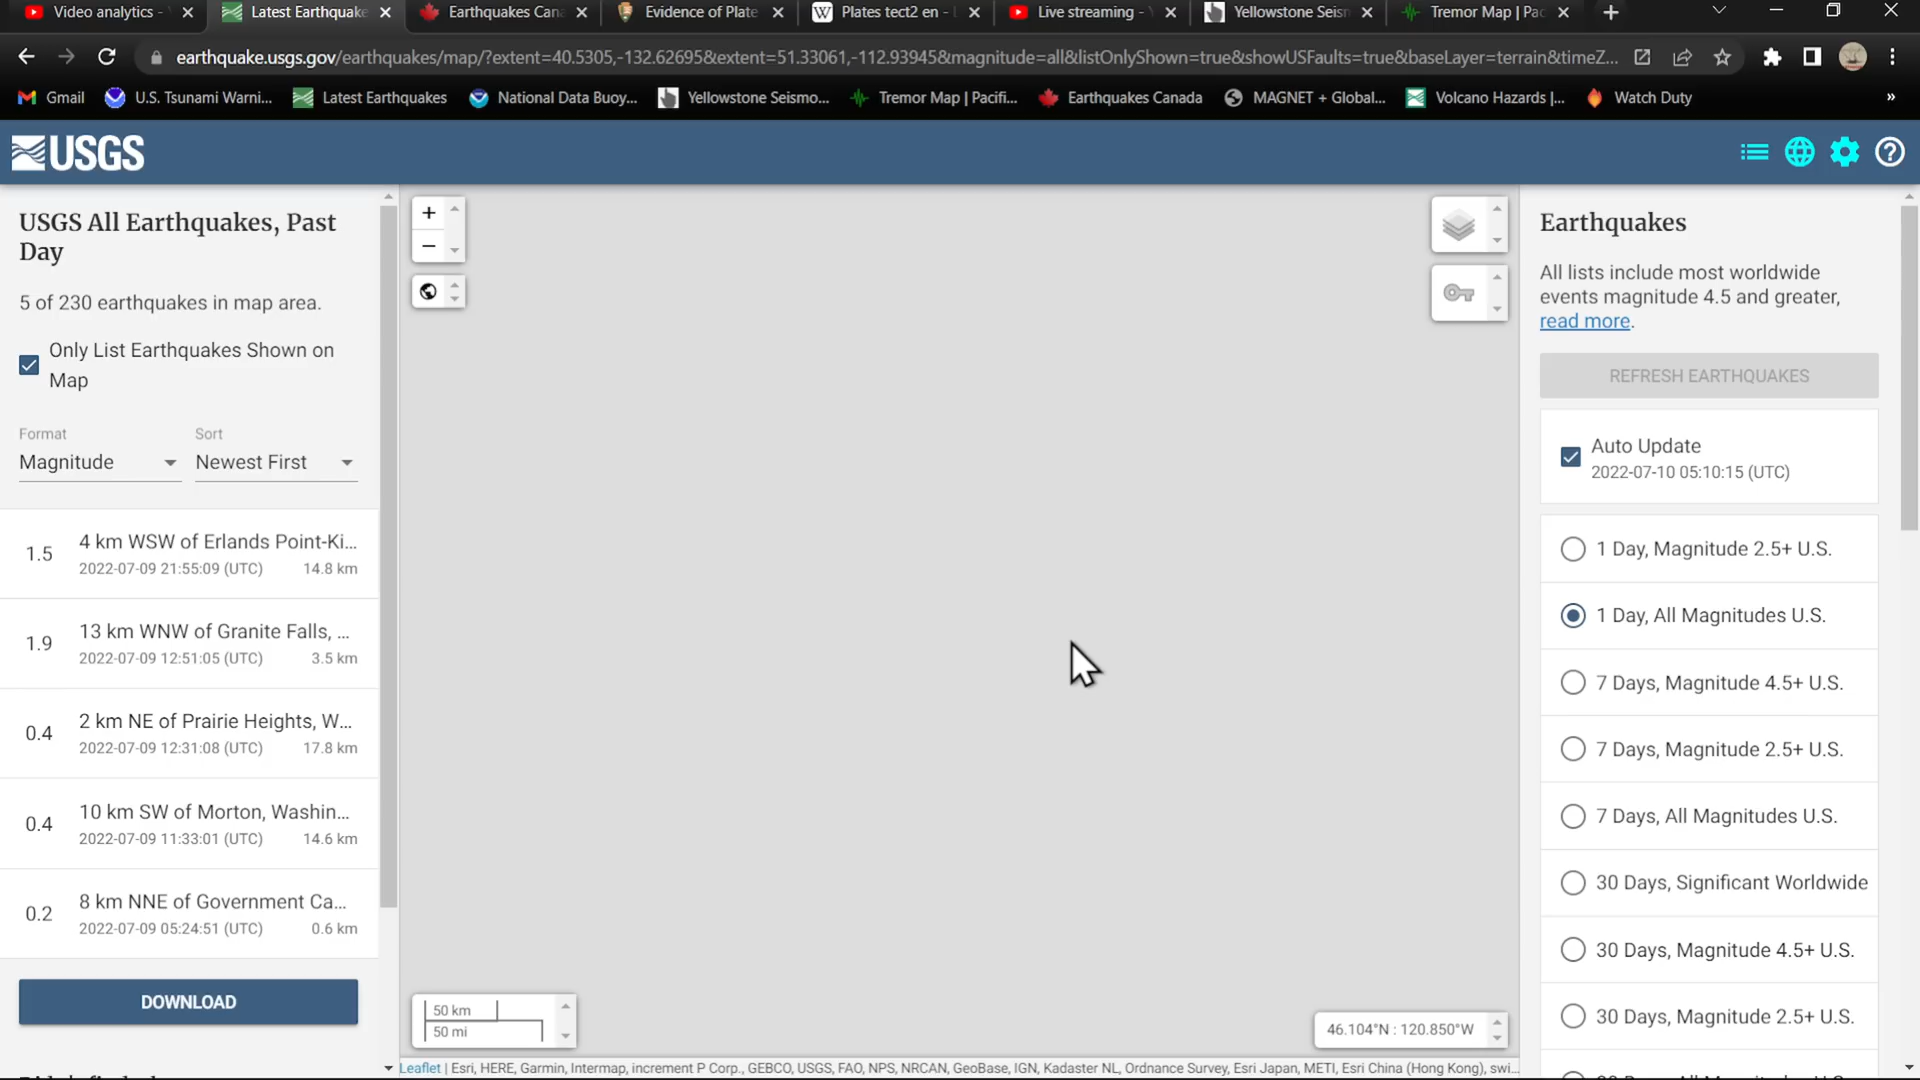 Video analytics -
Latest Earthquake
Earthquakes Can
Evidence of Plate
Plates tect2 en -
Live streaming -
Yellowstone Seism
Tremor Map | Pac
earthquake.usgs.gov/earthquakes/map/?extent=40.5305,-132.62695&extent=51.33061,-112.93945&magnitude=all&listOnlyShown=true&showUSFaults=true&baseLayer=terrain&timeZ...
Gmail
U.S. Tsunami Warni...
Latest Earthquakes
National Data Buoy...
Yellowstone Seismo...
Tremor Map | Pacifi...
Earthquakes Canada
MAGNET + Global...
Volcano Hazards |...
Watch Duty
»
USGS
USGS All Earthquakes, Past
Day
5 of 230 earthquakes in map area.
Only List Earthquakes Shown on
Map
Format
Sort
Magnitude
Newest First
1.5
4 km WSW of Erlands Point-Ki...
2022-07-09 21:55:09 (UTC)
14.8 km
1.9
13 km WNW of Granite Falls, ...
2022-07-09 12:51:05 (UTC)
3.5 km
0.4
2 km NE of Prairie Heights, W...
2022-07-09 12:31:08 (UTC)
17.8 km
0.4
10 km SW of Morton, Washin...
2022-07-09 11:33:01 (UTC)
14.6 km
0.2
8 km NNE of Government Ca...
2022-07-09 05:24:51 (UTC)
0.6 km
DOWNLOAD
+
−
50 km
50 mi
46.104°N : 120.850°W
Leaflet | Esri, HERE, Garmin, Intermap, increment P Corp., GEBCO, USGS, FAO, NPS, NRCAN, GeoBase, IGN, Kadaster NL, Ordnance Survey, Esri Japan, METI, Esri China (Hong Kong), swi...
Earthquakes
All lists include most worldwide
events magnitude 4.5 and greater,
read more.
REFRESH EARTHQUAKES
Auto Update
2022-07-10 05:10:15 (UTC)
1 Day, Magnitude 2.5+ U.S.
1 Day, All Magnitudes U.S.
7 Days, Magnitude 4.5+ U.S.
7 Days, Magnitude 2.5+ U.S.
7 Days, All Magnitudes U.S.
30 Days, Significant Worldwide
30 Days, Magnitude 4.5+ U.S.
30 Days, Magnitude 2.5+ U.S.